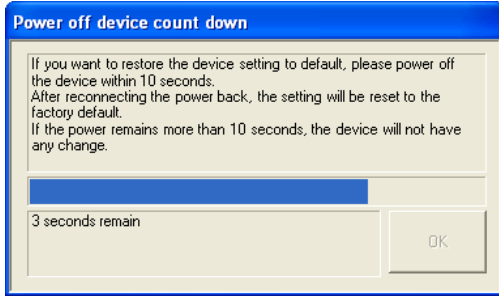 Power off device count down
If you want to restore the device setting to default, please power off
the device within 10 seconds.
After reconnecting the power back, the setting will be reset to the
factory default.
If the power remains more than 10 seconds, the device will not have
any change.
3 seconds remain
OK